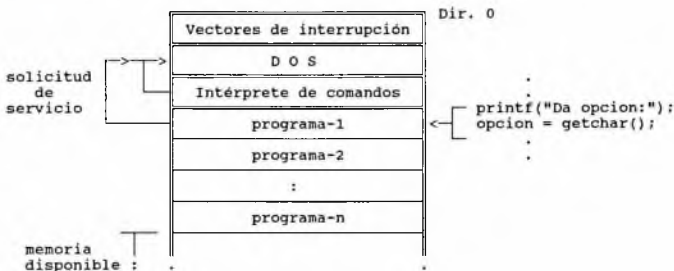 Dir. 0
Vectores de interrupción
D O S
Intérprete de comandos
solicitud
de
servicio
programa-1
programa-2
:
programa-n
.
.
printf("Da opcion:");
opcion = getchar();
.
.
memoria
disponible :
.
.